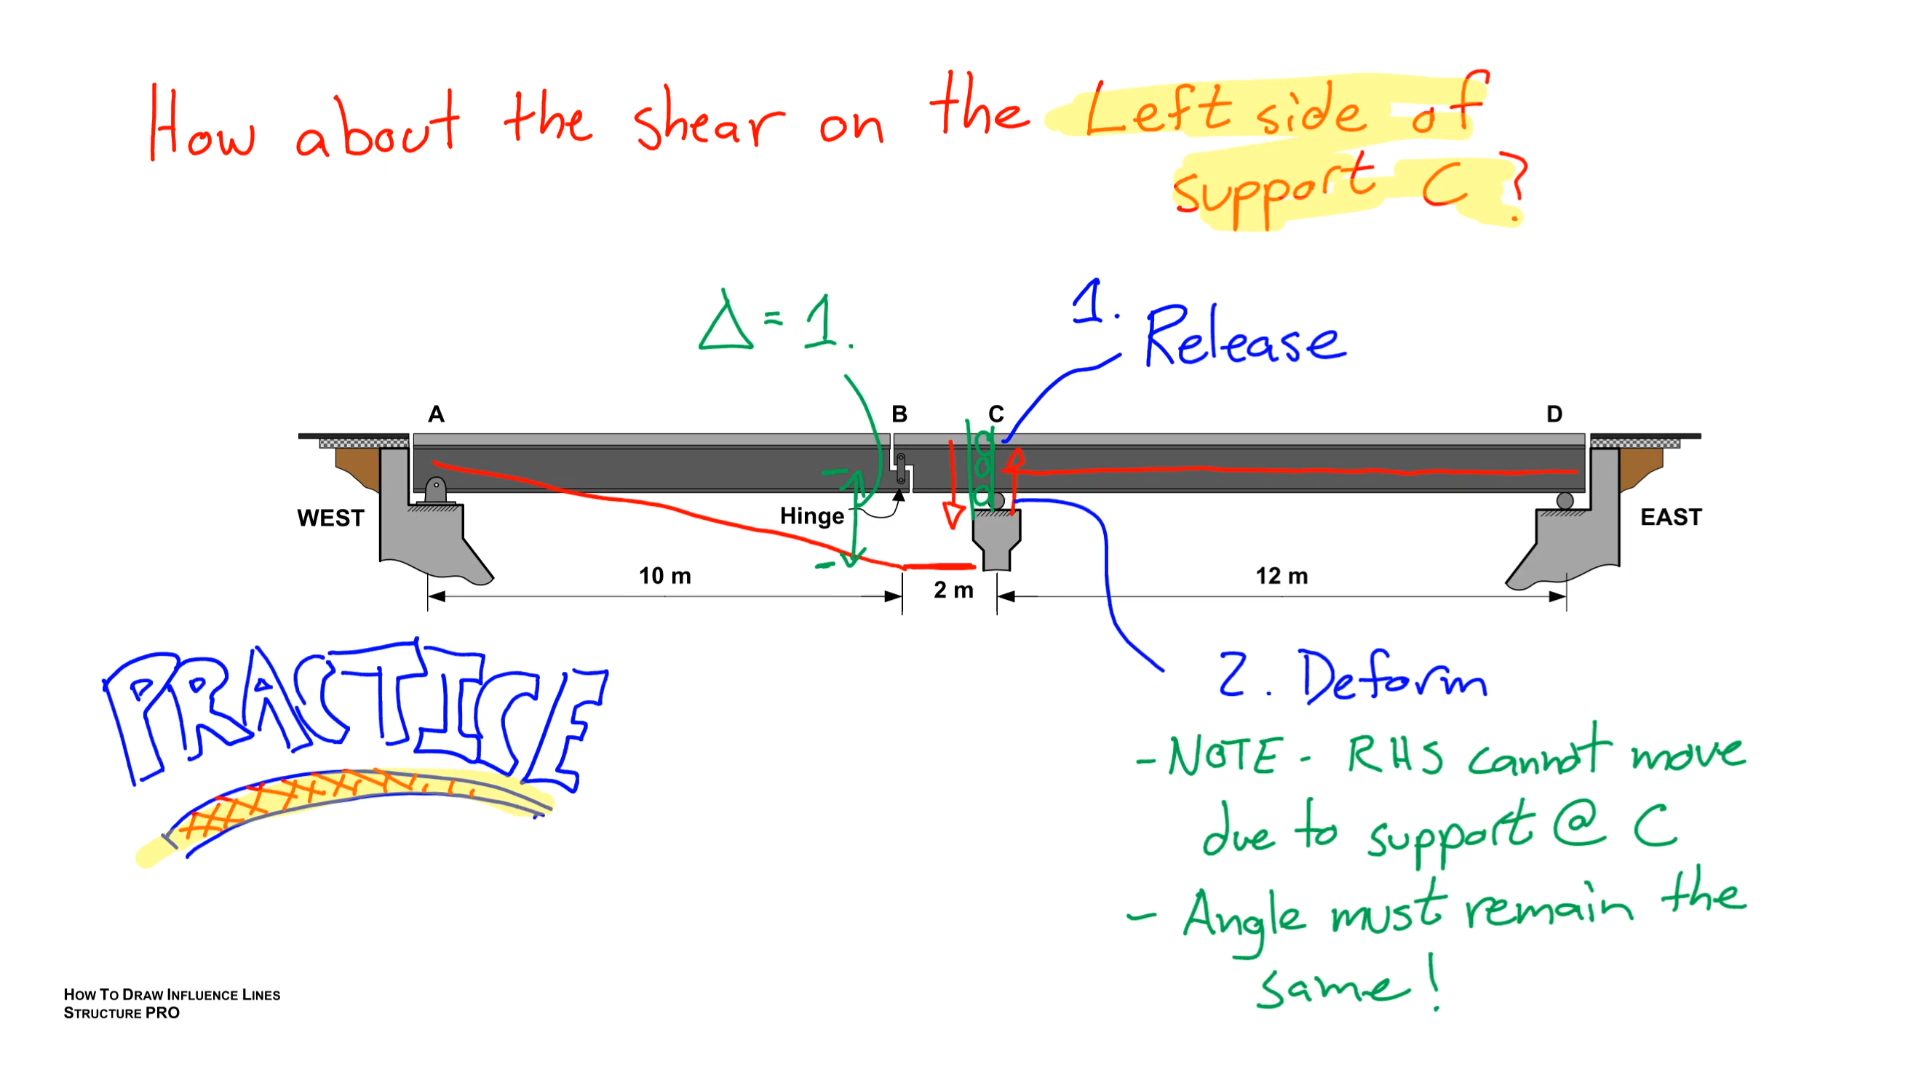 How about the shear on the Left side of
support C?
Δ = 1.
1.
Release
A
B
C
D
WEST
Hinge
EAST
10 m
2 m
12 m
PRACTICE
2. Deform
- NOTE - RHS cannot move
due to support @ C
- Angle must remain the
same!
HOW TO DRAW INFLUENCE LINES
STRUCTURE PRO